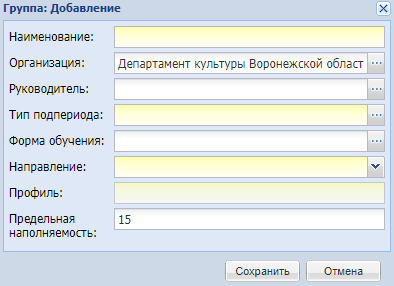 Группа: Добавление
Наименование:
Организация: Департамент культуры Воронежской област ...
Руководитель: ...
Тип подпериода: ...
Форма обучения: ...
Направление:
Профиль:
Предельная
наполняемость: 15
Сохранить Отмена